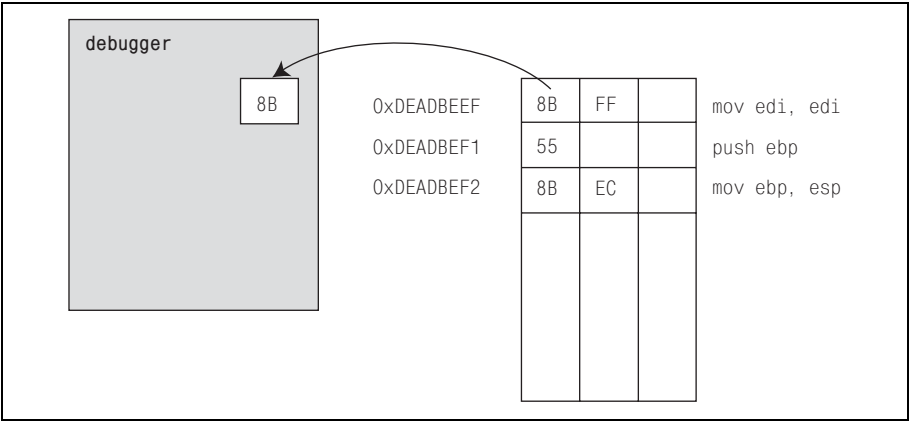 debugger
8B
0xDEADBEEF 8B FF mov edi, edi
0xDEADBEF1 55 push ebp
0xDEADBEF2 8B EC mov ebp, esp